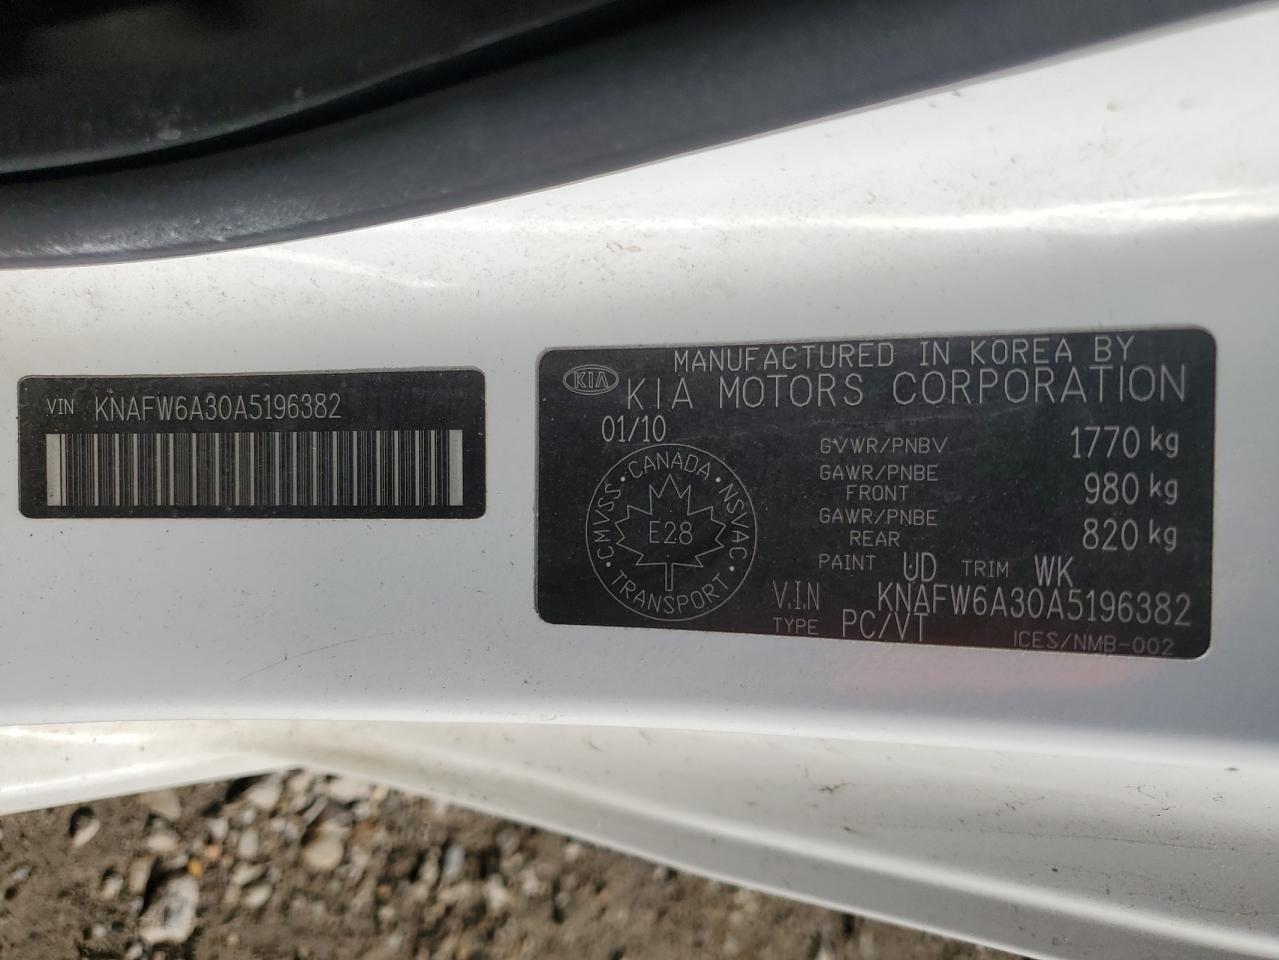 VIN KNAFW6A30A5196382
KIA
MANUFACTURED IN KOREA BY
KIA MOTORS CORPORATION
01/10
GVWR/PNBV 1770 kg
GAWR/PNBE FRONT 980 kg
GAWR/PNBE REAR 820 kg
CMVSS · CANADA · NSVAC · TRANSPORT ·
E28
PAINT UD TRIM WK
V.I.N KNAFW6A30A5196382
TYPE PC/VT
ICES/NMB-002